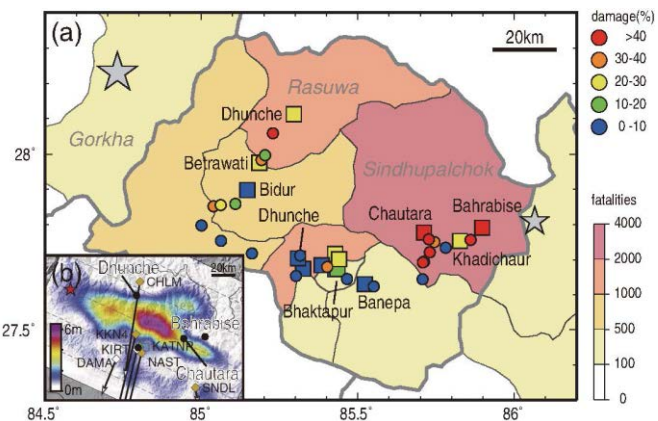 (a)
20km
damage(%)
>40
30-40
20-30
10-20
0 -10
Rasuwa
Gorkha
Dhunche
28
Betrawati
Sindhupalchok
Bidur
Dhunche
Chautara
Bahrabise
Khadichaur
fatalities
4000
2000
1000
500
100
0
Bhaktapur
Banepa
27.5
(b)
20km
Dhunche
CHLM
6m
0m
KKN4
KIRT
KATNP
NAST
DAMA
Bahrabise
Chautara
SNDL
84.5
85
85.5
86